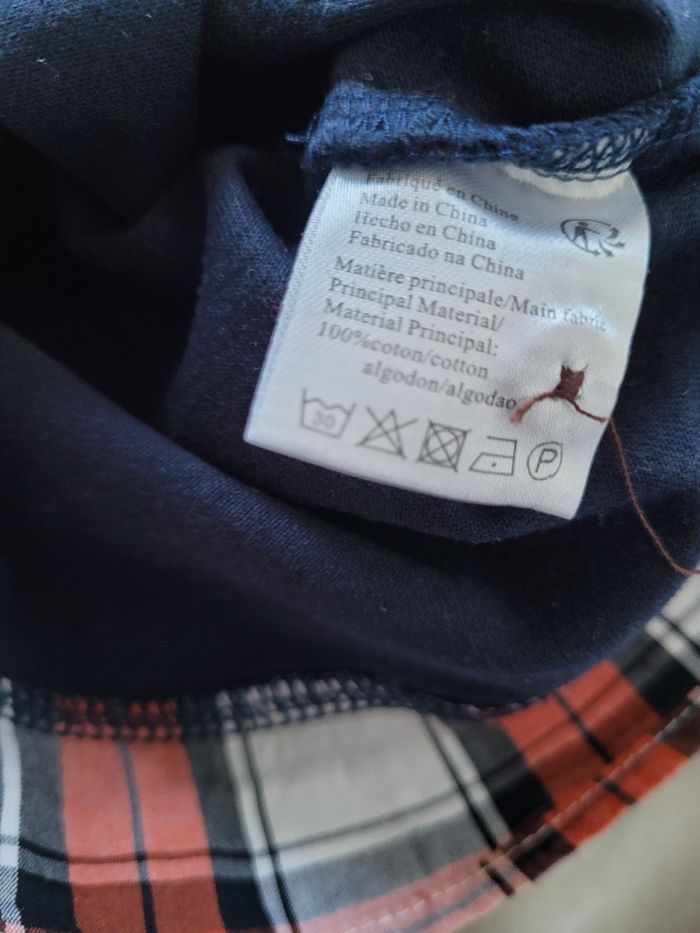 Fabriqué en Chine
Made in China
Hecho en China
Fabricado na China
Matière principale/Main fabric
Principal Material/
Material Principal:
100%coton/cotton
algodon/algodao
30
P